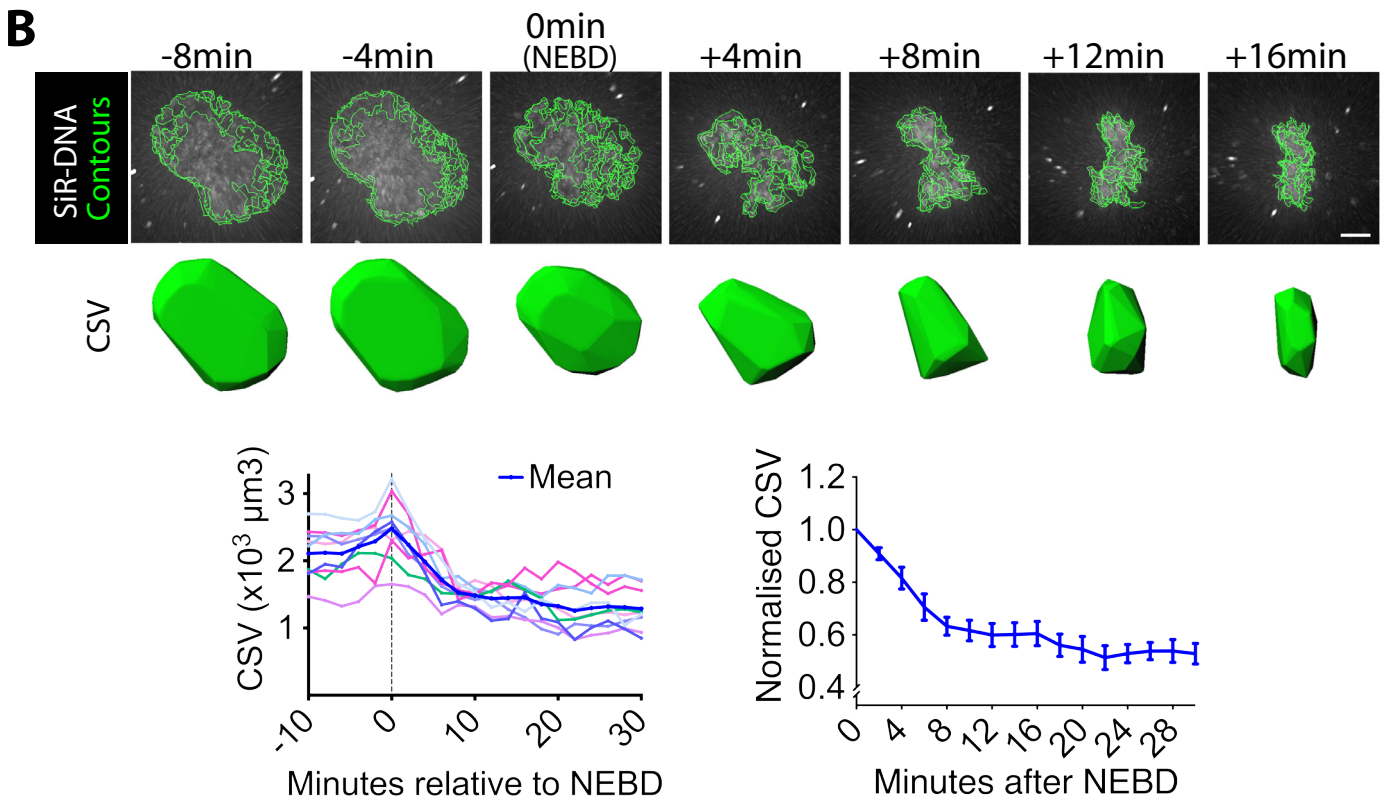 B
-8min
-4min
0min
(NEBD)
+4min
+8min
+12min
+16min
SiR-DNA
Contours
CSV
CSV (x10³ µm3)
3
2
1
-10
0
10
20
30
Minutes relative to NEBD
Mean
Normalised CSV
1.2
1.0
0.8
0.6
0.4
0
4
8
12
16
20
24
28
Minutes after NEBD